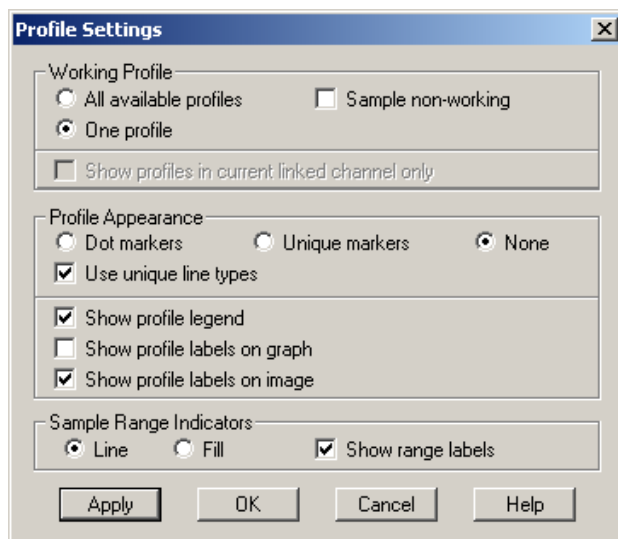 Profile Settings
Working Profile
All available profiles Sample non-working
One profile
Show profiles in current linked channel only
Profile Appearance
Dot markers Unique markers None
Use unique line types
Show profile legend
Show profile labels on graph
Show profile labels on image
Sample Range Indicators
Line Fill Show range labels
Apply OK Cancel Help